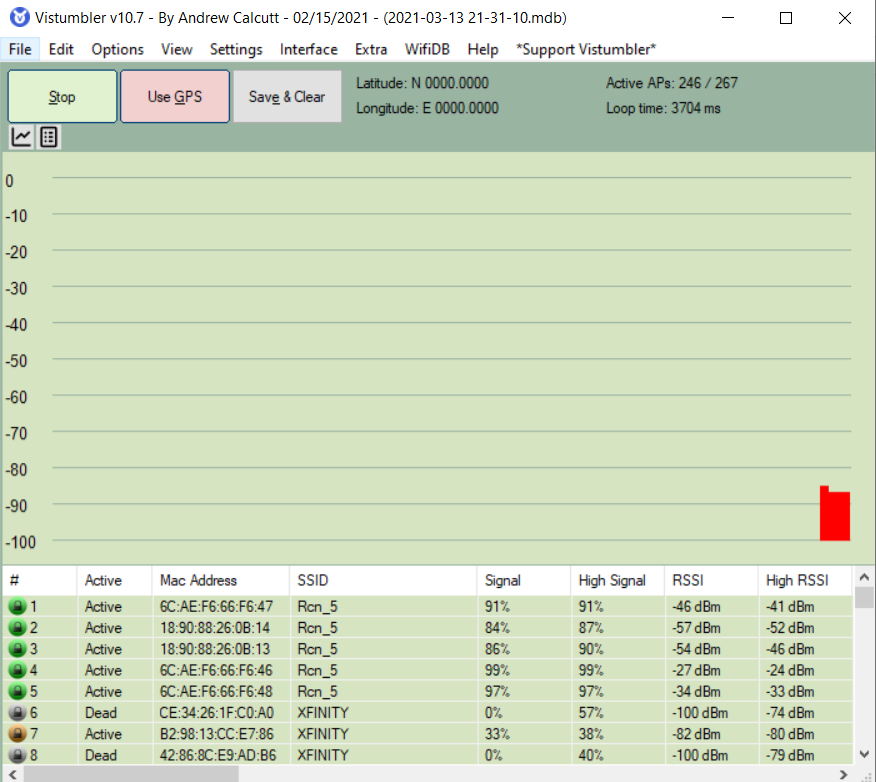 Vistumbler v10.7 - By Andrew Calcutt - 02/15/2021 - (2021-03-13 21-31-10.mdb)
File Edit Options View Settings Interface Extra WifiDB Help *Support Vistumbler*
Stop Use GPS Save & Clear Latitude: N 0000.0000 Active APs: 246 / 267
Longitude: E 0000.0000 Loop time: 3704 ms
0
-10
-20
-30
-40
-50
-60
-70
-80
-90
-100
# Active Mac Address SSID Signal High Signal RSSI High RSSI
1 Active 6C:AE:F6:66:F6:47 Rcn_5 91% 91% -46 dBm -41 dBm
2 Active 18:90:88:26:0B:14 Rcn_5 84% 87% -57 dBm -52 dBm
3 Active 18:90:88:26:0B:13 Rcn_5 86% 90% -54 dBm -46 dBm
4 Active 6C:AE:F6:66:F6:46 Rcn_5 99% 99% -27 dBm -24 dBm
5 Active 6C:AE:F6:66:F6:48 Rcn_5 97% 97% -34 dBm -33 dBm
6 Dead CE:34:26:1F:C0:A0 XFINITY 0% 57% -100 dBm -74 dBm
7 Active B2:98:13:CC:E7:86 XFINITY 33% 38% -82 dBm -80 dBm
8 Dead 42:86:8C:E9:AD:B6 XFINITY 0% 40% -100 dBm -79 dBm